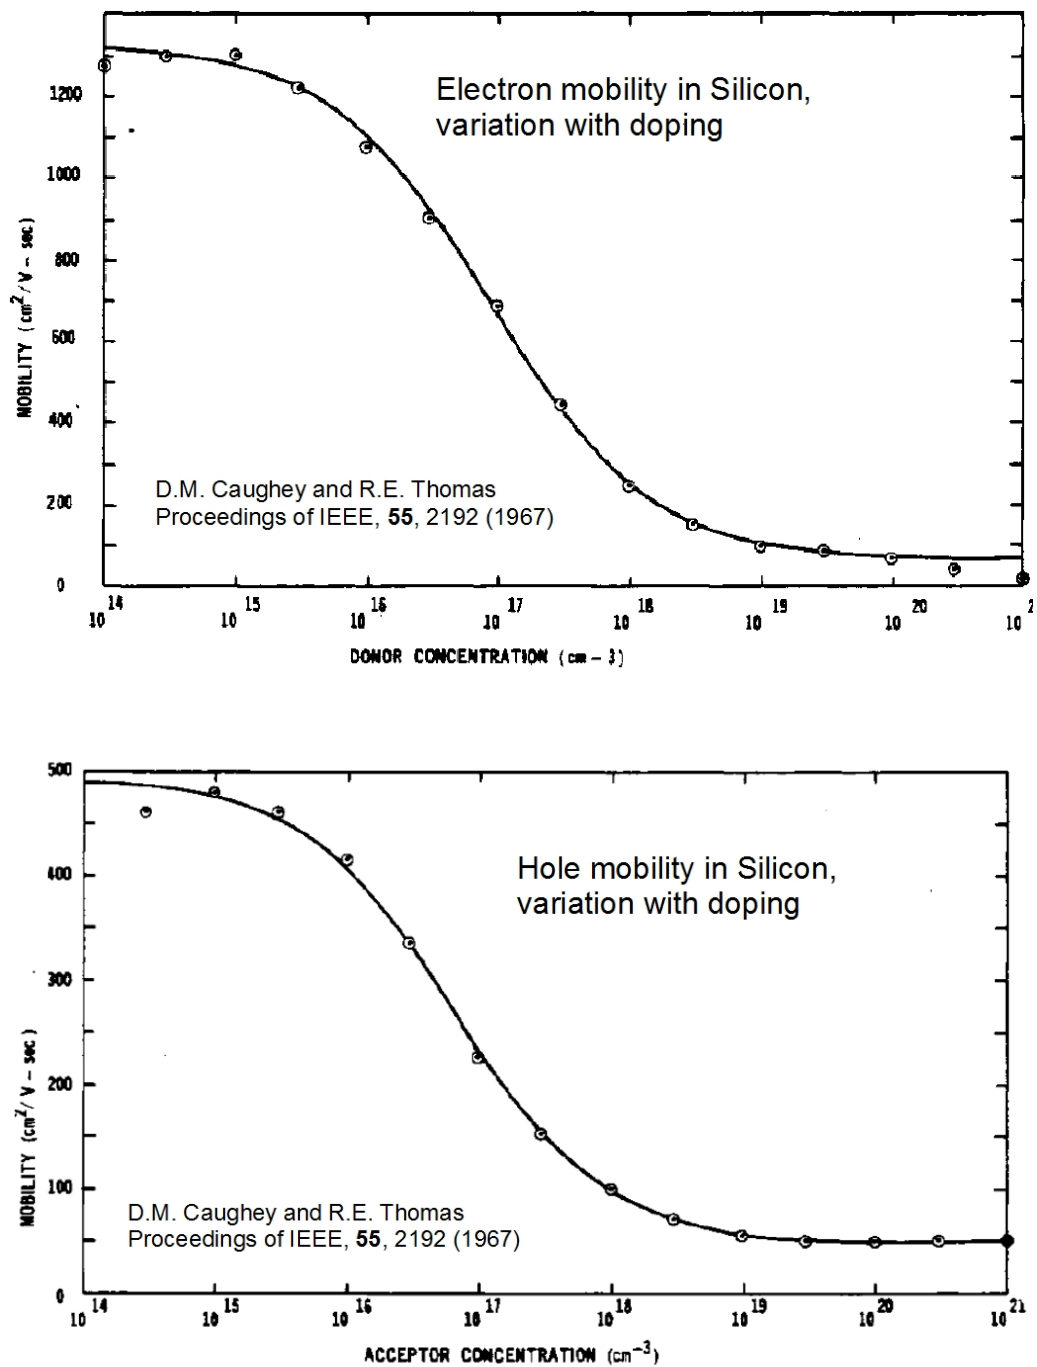 1200
1000
800
600
400
200
0
MOBILITY (cm2/V - sec)
Electron mobility in Silicon,
variation with doping
D.M. Caughey and R.E. Thomas
Proceedings of IEEE, 55, 2192 (1967)
10 14 10 15 10 16 10 17 10 18 10 19 10 20 10 2
DONOR CONCENTRATION (cm - 3)
500
400
300
200
100
0
MOBILITY (cm2/ V - sec)
Hole mobility in Silicon,
variation with doping
D.M. Caughey and R.E. Thomas
Proceedings of IEEE, 55, 2192 (1967)
10 14 10 15 10 16 10 17 10 18 10 19 10 20 10 21
ACCEPTOR CONCENTRATION (cm-3)